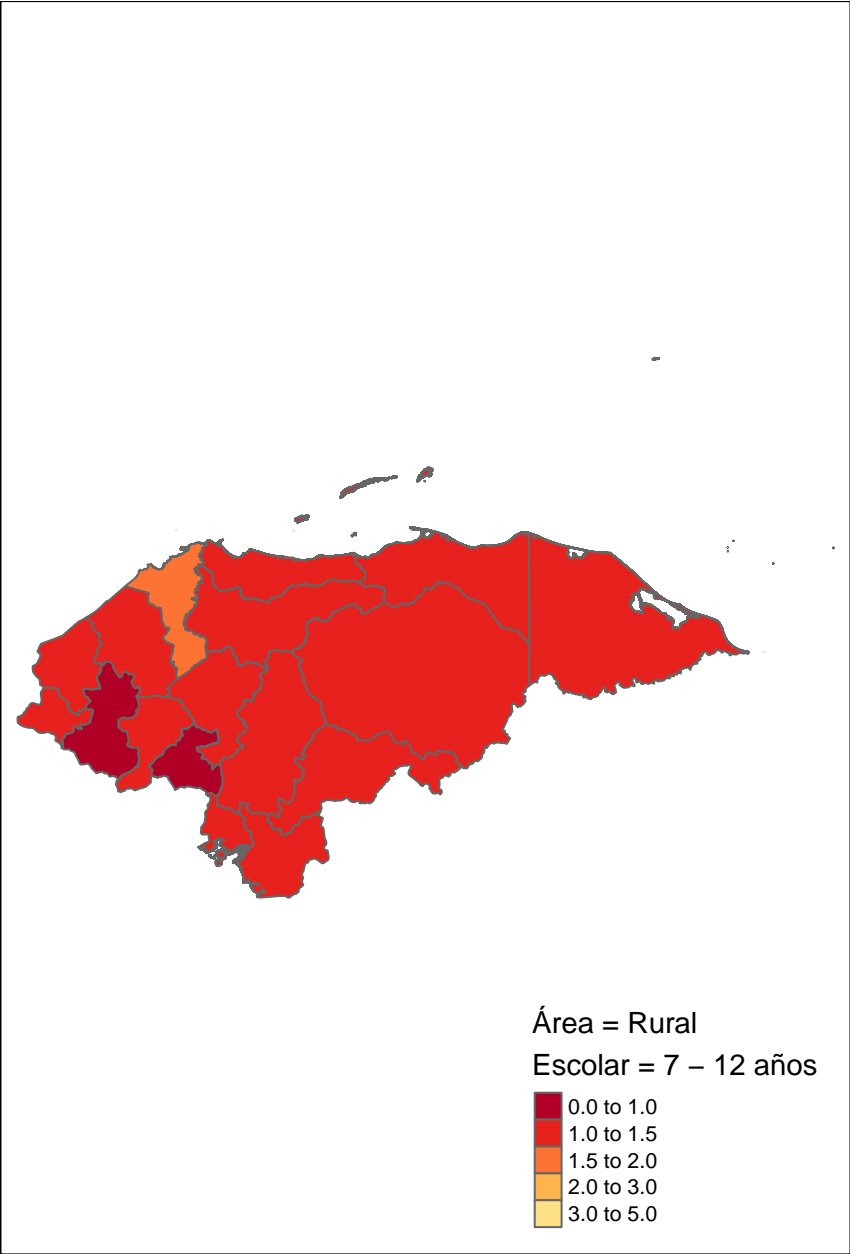 Área = Rural
Escolar = 7 – 12 años
0.0 to 1.0
1.0 to 1.5
1.5 to 2.0
2.0 to 3.0
3.0 to 5.0